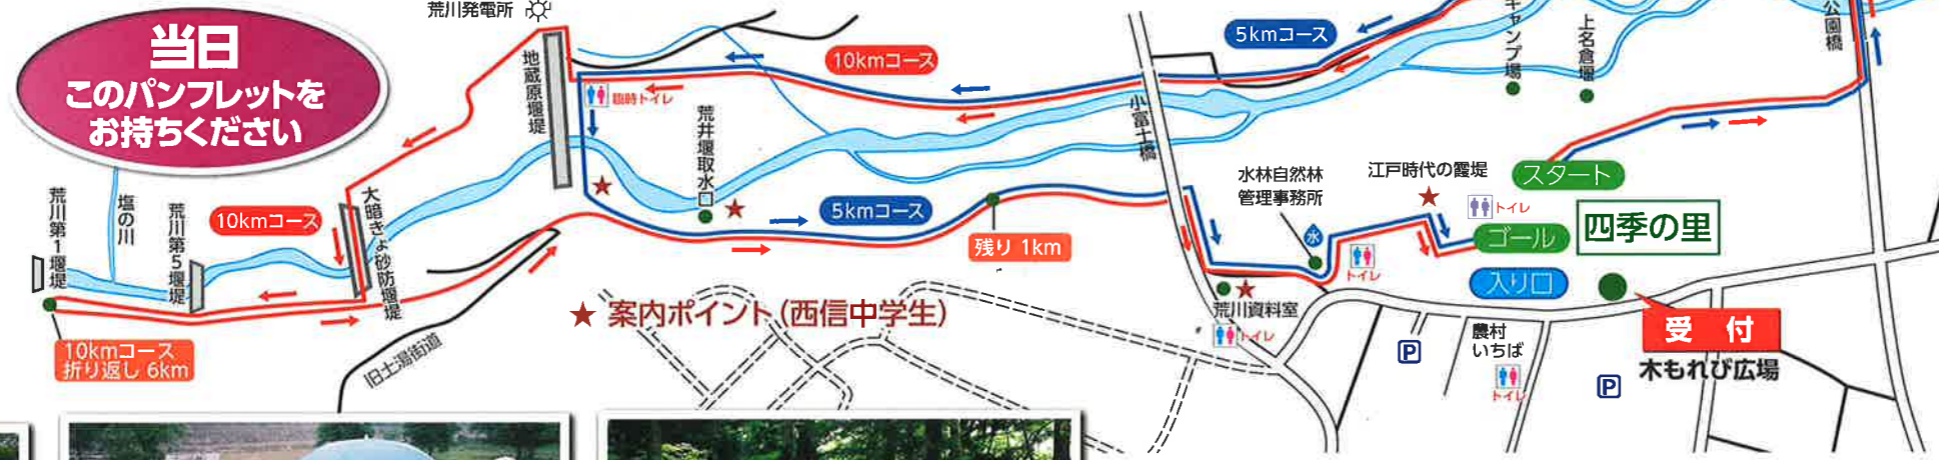 当日
このパンフレットを
お持ちください
荒川発電所
地蔵原堰堤
臨時トイレ
10kmコース
5kmコース
キャンプ場
上名倉堰
公園橋
荒井堰取水
小富士橋
水林自然林
管理事務所
江戸時代の霞堤
スタート
トイレ
ゴール
四季の里
入り口
水
トイレ
荒川第1堰堤
塩の川
荒川第5堰堤
10kmコース
大暗きょ砂防堰堤
5kmコース
残り 1km
★ 案内ポイント（西信中学生）
荒川資料室
トイレ
10kmコース
折り返し 6km
旧土湯街道
P
農村
いちば
トイレ
P
受 付
木もれび広場